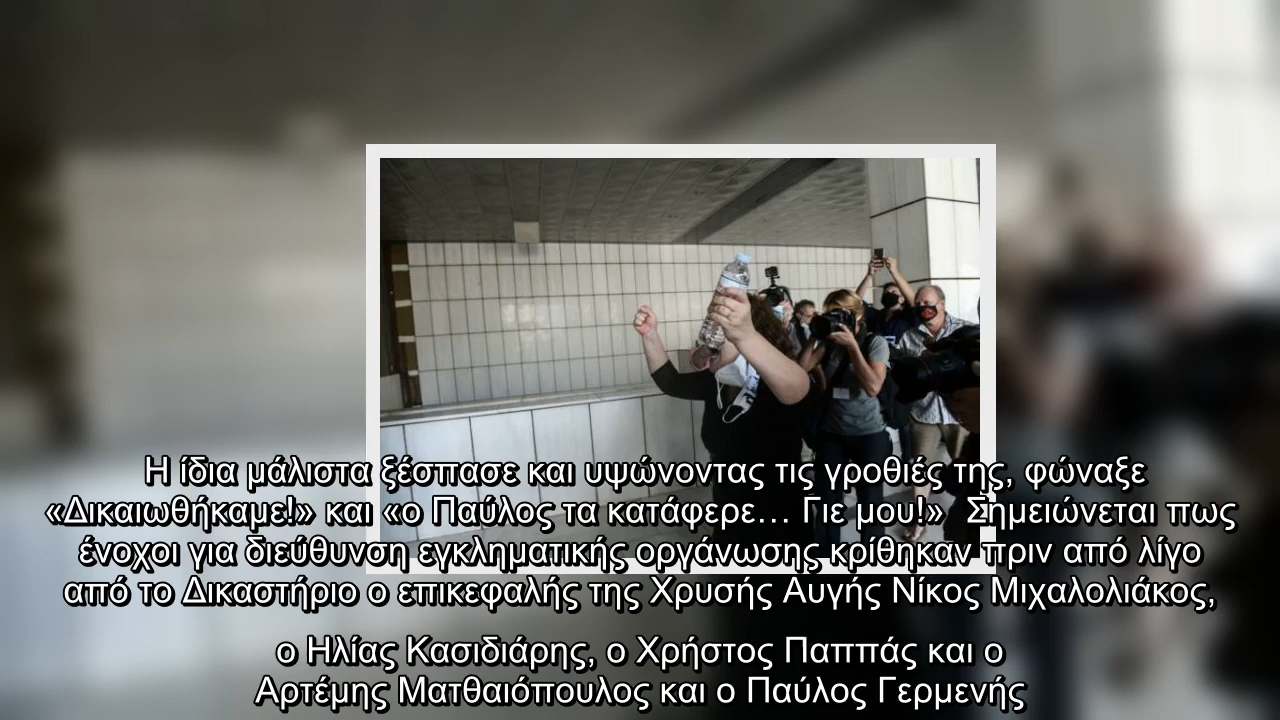 Η ίδια μάλιστα ξέσπασε και υψώνοντας τις γροθιές της, φώναξε
«Δικαιωθήκαμε!» και «ο Παύλος τα κατάφερε… Γιε μου!»  Σημειώνεται πως
ένοχοι για διεύθυνση εγκληματικής οργάνωσης κρίθηκαν πριν από λίγο
από το Δικαστήριο ο επικεφαλής της Χρυσής Αυγής Νίκος Μιχαλολιάκος,
ο Ηλίας Κασιδιάρης, ο Χρήστος Παππάς και ο
Αρτέμης Ματθαιόπουλος και ο Παύλος Γερμενής